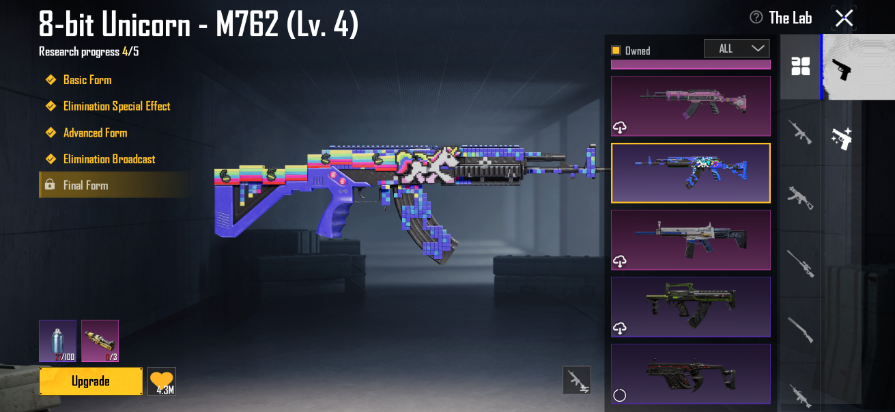 8-bit Unicorn - M762 (Lv. 4)
The Lab
Research progress 4/5
Owned
ALL
Basic Form
Elimination Special Effect
Advanced Form
Elimination Broadcast
Final Form
/100
/3
Upgrade
4.3M